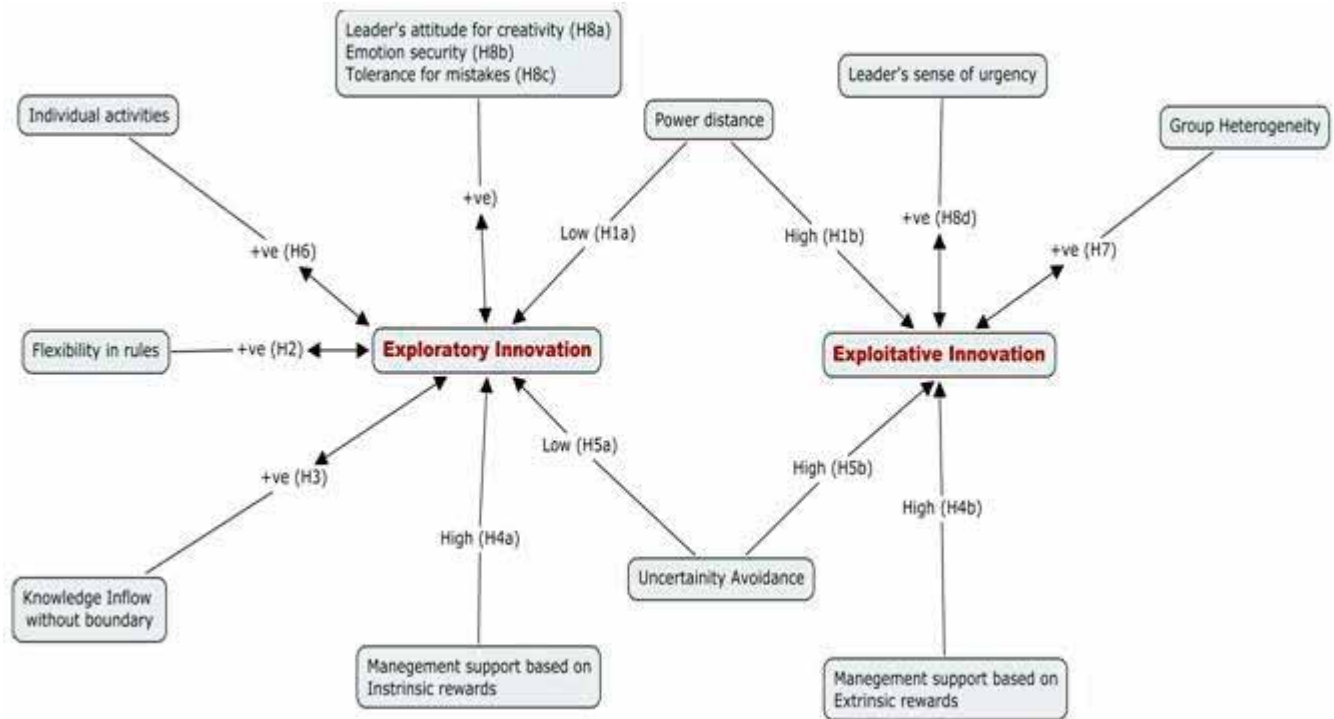 Leader's attitude for creativity (H8a)
Emotion security (H8b)
Tolerance for mistakes (H8c)
Leader's sense of urgency
Individual activities
Power distance
Group Heterogeneity
+ve)
+ve (H8d)
Low (H1a)
High (H1b)
+ve (H6)
+ve (H7)
Flexibility in rules
+ve (H2)
Exploratory Innovation
Exploitative Innovation
Low (H5a)
High (H5b)
+ve (H3)
High (H4a)
High (H4b)
Uncertainity Avoidance
Knowledge Inflow
without boundary
Manegement support based on
Instrinsic rewards
Management support based on
Extrinsic rewards